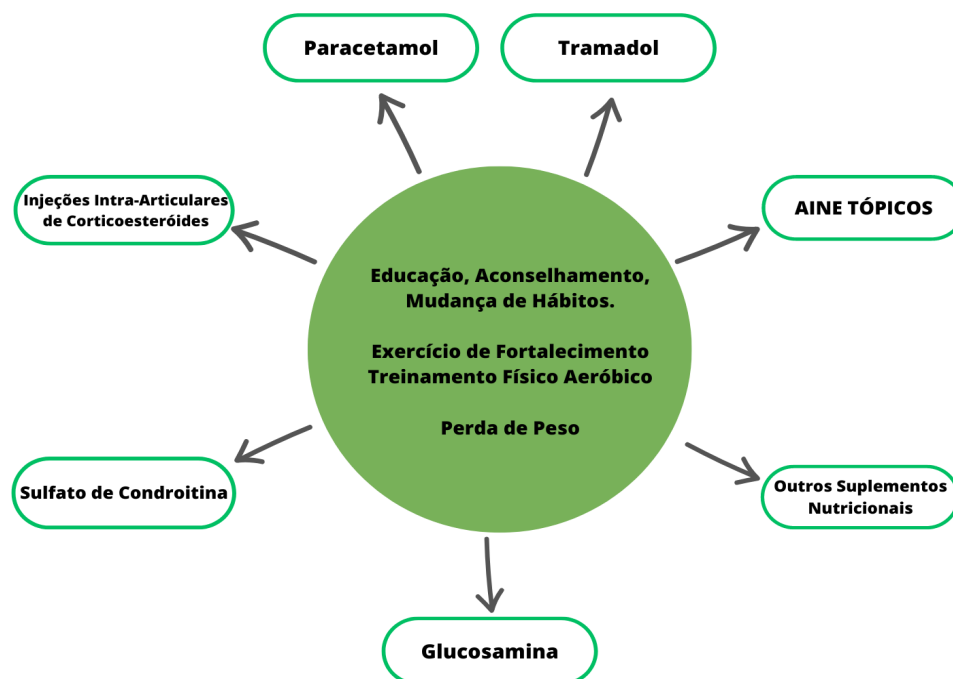 Paracetamol
Tramadol
Injeções Intra-Articulares
de Corticoesteróides
AINE TÓPICOS
Educação, Aconselhamento,
Mudança de Hábitos.
Exercício de Fortalecimento
Treinamento Físico Aeróbico
Perda de Peso
Sulfato de Condroitina
Outros Suplementos
Nutricionais
Glucosamina